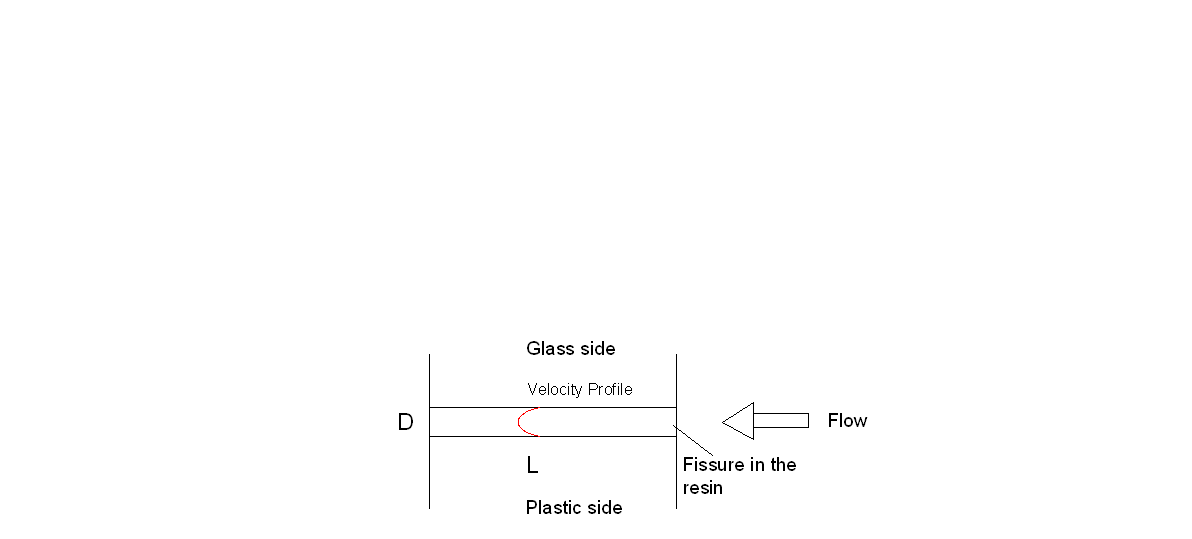 Glass side
Velocity Profile
D
Flow
L
Fissure in the
resin
Plastic side